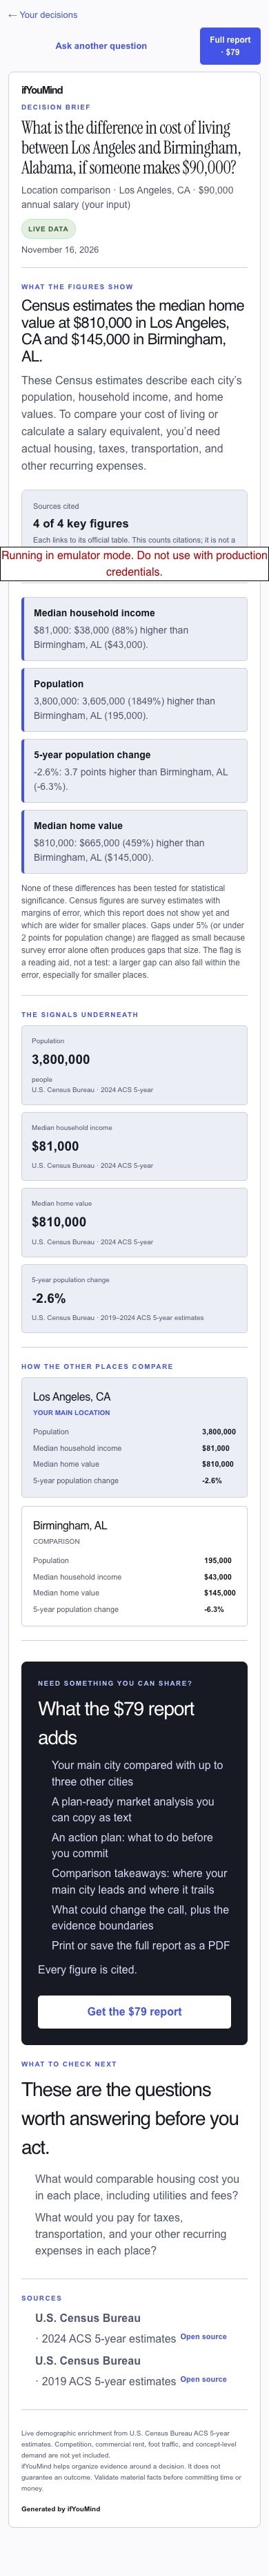 ← Your decisions
Ask another question
Full report
· $79
ifYouMind
DECISION BRIEF
What is the difference in cost of living
between Los Angeles and Birmingham,
Alabama, if someone makes $90,000?
Location comparison · Los Angeles, CA · $90,000
annual salary (your input)
LIVE DATA
November 16, 2026
WHAT THE FIGURES SHOW
Census estimates the median home
value at $810,000 in Los Angeles,
CA and $145,000 in Birmingham,
AL.
These Census estimates describe each city's
population, household income, and home
values. To compare your cost of living or
calculate a salary equivalent, you'd need
actual housing, taxes, transportation, and
other recurring expenses.
Sources cited
4 of 4 key figures
Each links to its official table. This counts citations; it is not a
Running in emulator mode. Do not use with production
credentials.
Median household income
$81,000: $38,000 (88%) higher than
Birmingham, AL ($43,000).
Population
3,800,000: 3,605,000 (1849%) higher than
Birmingham, AL (195,000).
5-year population change
-2.6%: 3.7 points higher than Birmingham, AL
(-6.3%).
Median home value
$810,000: $665,000 (459%) higher than
Birmingham, AL ($145,000).
None of these differences has been tested for statistical
significance. Census figures are survey estimates with
margins of error, which this report does not show yet and
which are wider for smaller places. Gaps under 5% (or under
2 points for population change) are flagged as small because
survey error alone often produces gaps that size. The flag is
a reading aid, not a test: a larger gap can also fall within the
error, especially for smaller places.
THE SIGNALS UNDERNEATH
Population
3,800,000
people
U.S. Census Bureau · 2024 ACS 5-year
Median household income
$81,000
U.S. Census Bureau · 2024 ACS 5-year
Median home value
$810,000
U.S. Census Bureau · 2024 ACS 5-year
5-year population change
-2.6%
U.S. Census Bureau · 2019–2024 ACS 5-year estimates
HOW THE OTHER PLACES COMPARE
Los Angeles, CA
YOUR MAIN LOCATION
Population 3,800,000
Median household income $81,000
Median home value $810,000
5-year population change -2.6%
Birmingham, AL
COMPARISON
Population 195,000
Median household income $43,000
Median home value $145,000
5-year population change -6.3%
NEED SOMETHING YOU CAN SHARE?
What the $79 report
adds
Your main city compared with up to
three other cities
A plan-ready market analysis you
can copy as text
An action plan: what to do before
you commit
Comparison takeaways: where your
main city leads and where it trails
What could change the call, plus the
evidence boundaries
Print or save the full report as a PDF
Every figure is cited.
Get the $79 report
WHAT TO CHECK NEXT
These are the questions
worth answering before you
act.
What would comparable housing cost you
in each place, including utilities and fees?
What would you pay for taxes,
transportation, and your other recurring
expenses in each place?
SOURCES
U.S. Census Bureau
· 2024 ACS 5-year estimates Open source
U.S. Census Bureau
· 2019 ACS 5-year estimates Open source
Live demographic enrichment from U.S. Census Bureau ACS 5-year
estimates. Competition, commercial rent, foot traffic, and concept-level
demand are not yet included.
ifYouMind helps organize evidence around a decision. It does not
guarantee an outcome. Validate material facts before committing time or
money.
Generated by ifYouMind